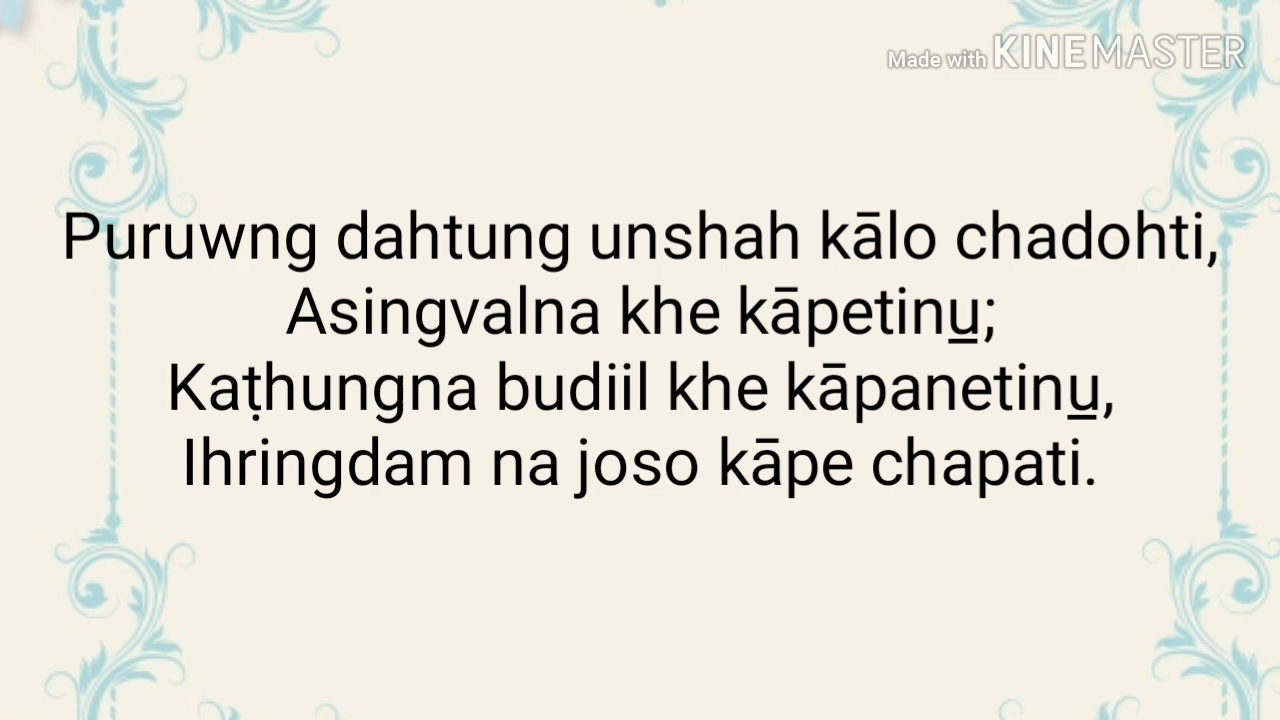 Made with KINEMASTER
Puruwng dahtung unshah kālo chadohti,
Asingvalna khe kāpetinu̲;
Kaṭhungna budiil khe kāpanetinu̲,
Ihringdam na joso kāpe chapati.